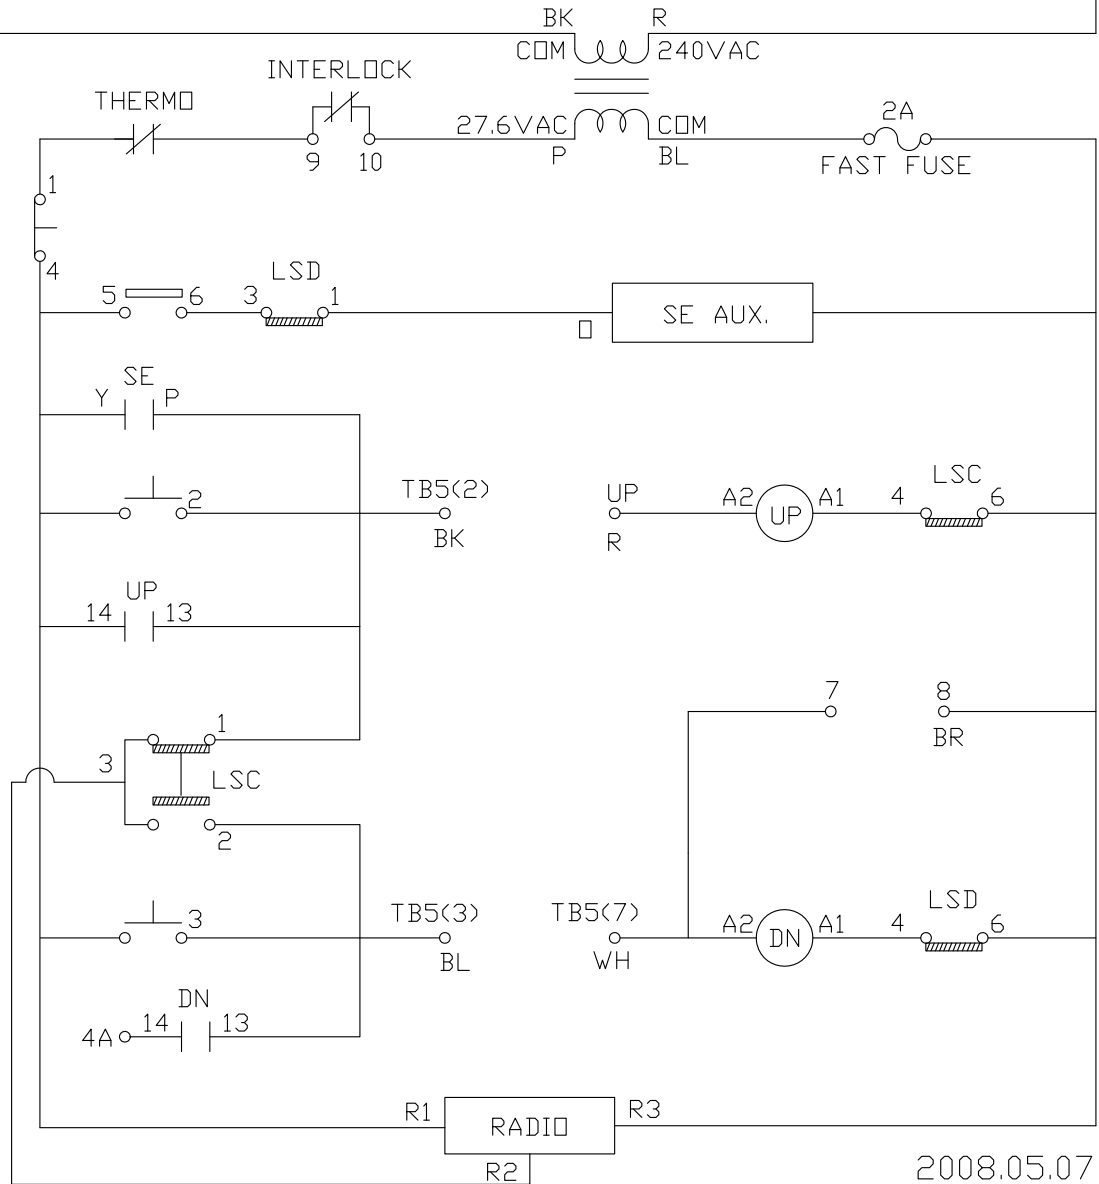 BK R
COM 240VAC
INTERLOCK
THERMO
27.6VAC COM 2A
9 10 P BL FAST FUSE
1
4
LSD
5 6 3 1
O SE AUX.
SE
Y P
LSC
2 TB5(2) UP A2 UP A1 4 6
BK R
UP
14 13
7 8
1 BR
3
LSC
2
LSD
3 TB5(3) TB5(7) A2 DN A1 4 6
BL WH
DN
4A 14 13
R1 RADIO R3
R2 2008.05.07